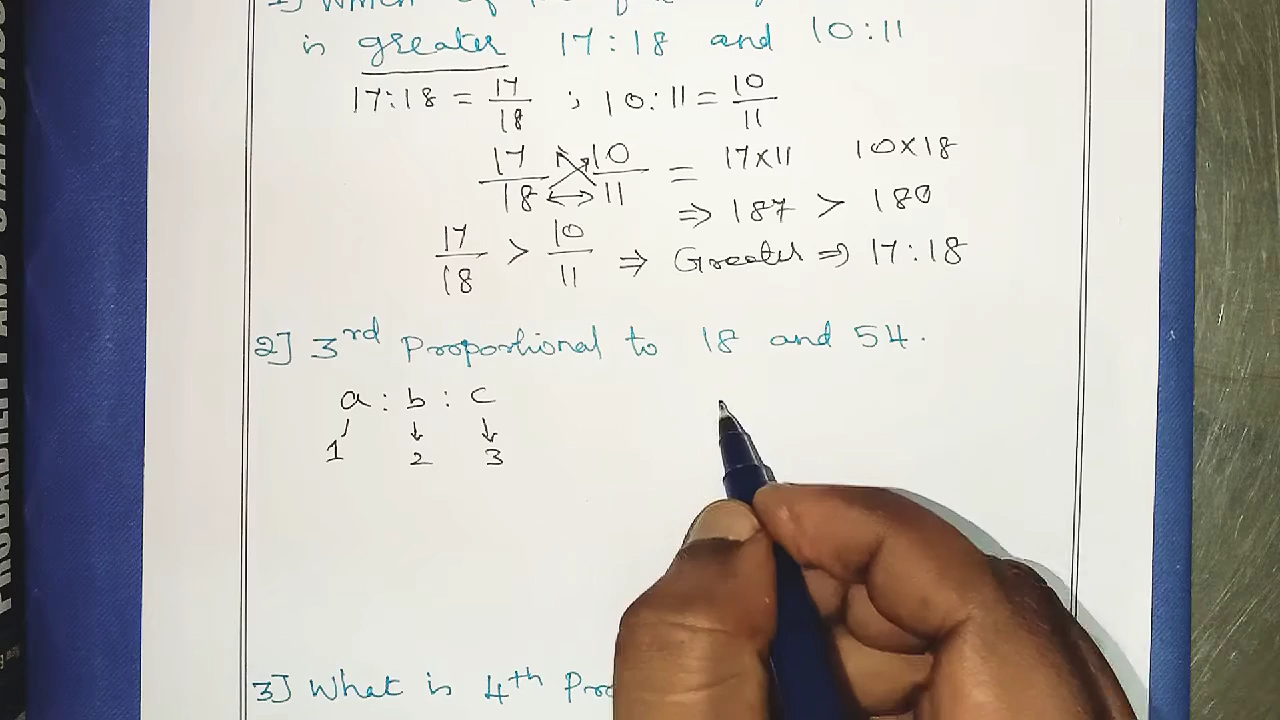 is greater 17:18 and 10:11
17:18 = 17/18 ; 10:11 = 10/11
17/18 10/11 = 17×11 10×18
⇒ 187 > 180
17/18 > 10/11 ⇒ Greater ⇒ 17:18
2] 3rd Proportional to 18 and 54.
a : b : c
1 2 3
3] What is 4th